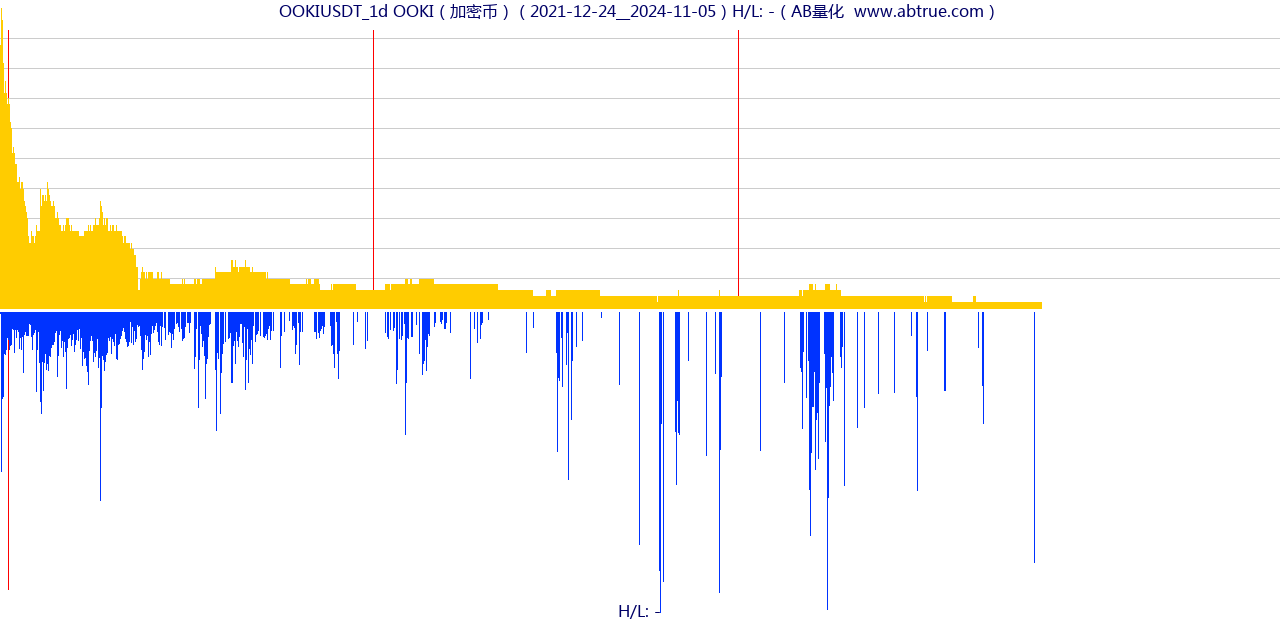 OOKIUSDT_1d OOKI（加密币）（2021-12-24__2024-11-05）H/L: -（AB量化 www.abtrue.com）
H/L: -